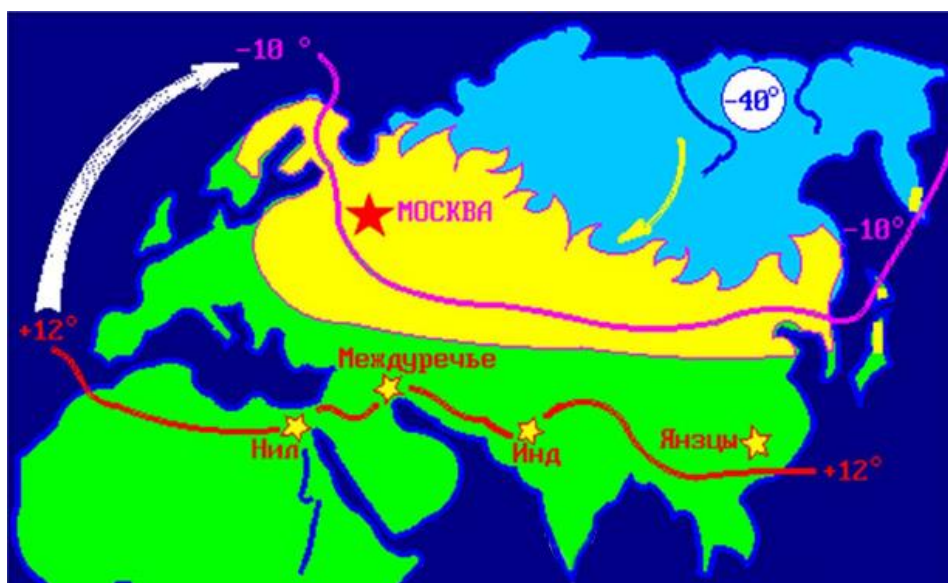 -10 °
-40°
МОСКВА
-10°
+12°
Междуречье
Нил
Инд
Янзцы
+12°